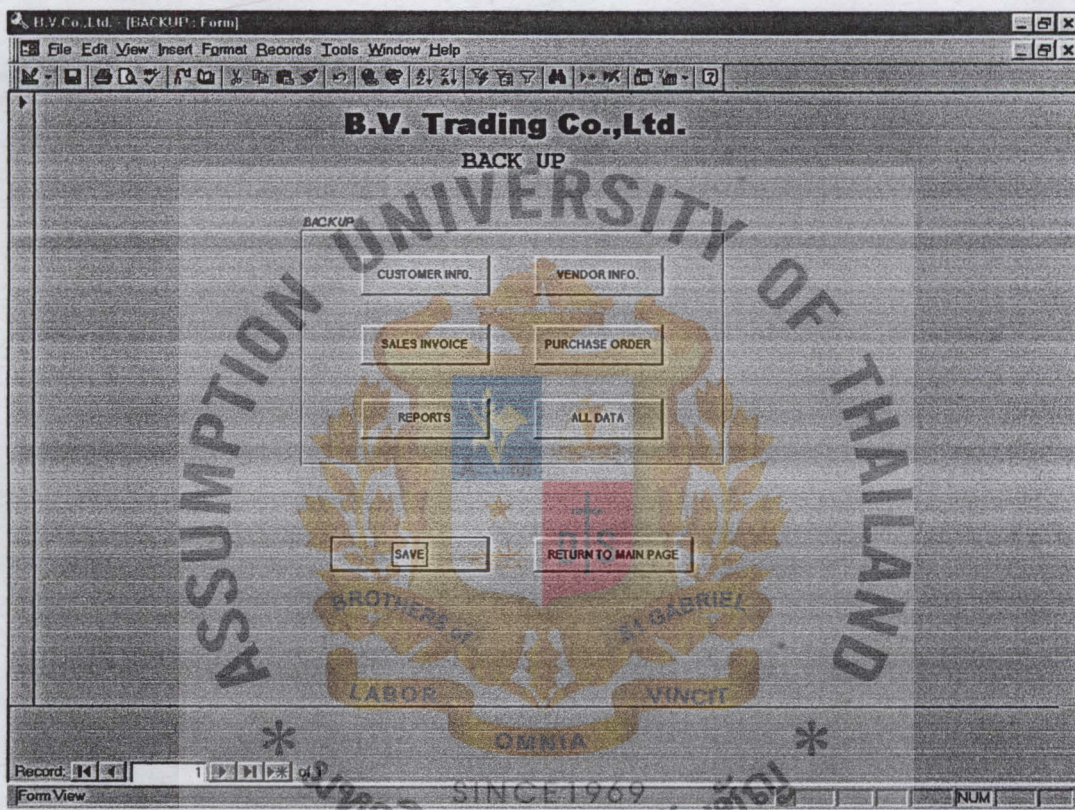 B.V.Co.,Ltd. - [BACKUP : Form]
File Edit View Insert Format Records Tools Window Help
B.V. Trading Co.,Ltd.
BACK UP
BACKUP
CUSTOMER INFO. VENDOR INFO.
SALES INVOICE PURCHASE ORDER
REPORTS ALL DATA
SAVE RETURN TO MAIN PAGE
ASSUMPTION UNIVERSITY OF THAILAND
D S
BROTHERS OF ST GABRIEL
LABOR VINCIT
OMNIA
* *
SINCE1969
Record: 1 of 1
Form View NUM